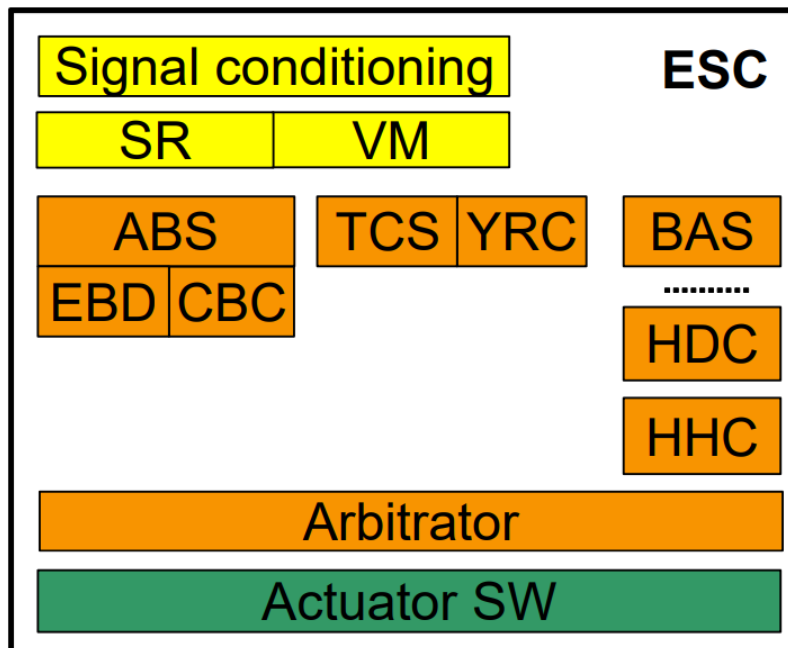 Signal conditioning ESC
SR VM
ABS TCS YRC BAS
EBD CBC ..........
HDC
HHC
Arbitrator
Actuator SW